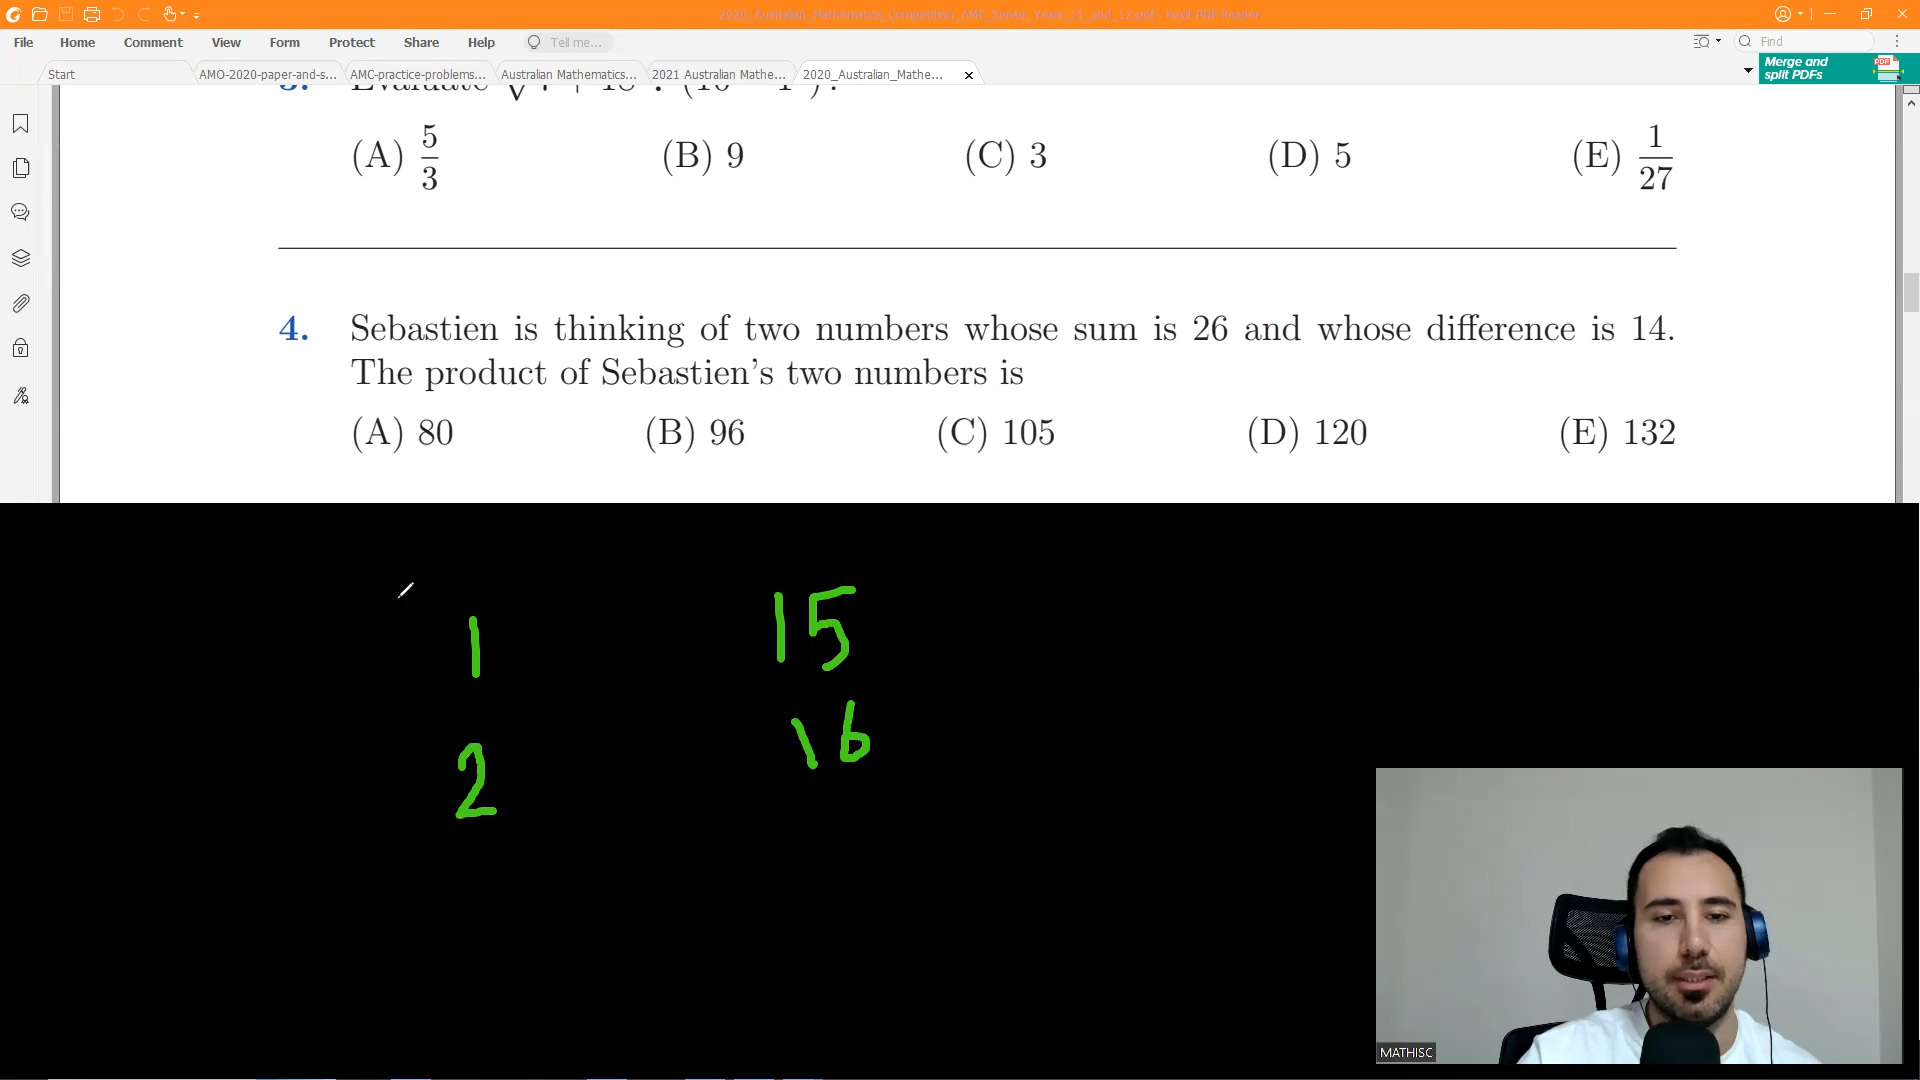 2020_Australian_Mathematics_Competition_AMC_Senior_Years_11_and_12.pdf - Foxit PDF Reader
File Home Comment View Form Protect Share Help Tell me... Find
Start AMO-2020-paper-and-s... AMC-practice-problems... Australian Mathematics... 2021 Australian Mathe... 2020_Australian_Mathe... Merge and split PDFs
(A) 5/3 (B) 9 (C) 3 (D) 5 (E) 1/27
4. Sebastien is thinking of two numbers whose sum is 26 and whose difference is 14.
The product of Sebastien's two numbers is
(A) 80 (B) 96 (C) 105 (D) 120 (E) 132
1 15
2 16
MATHISC